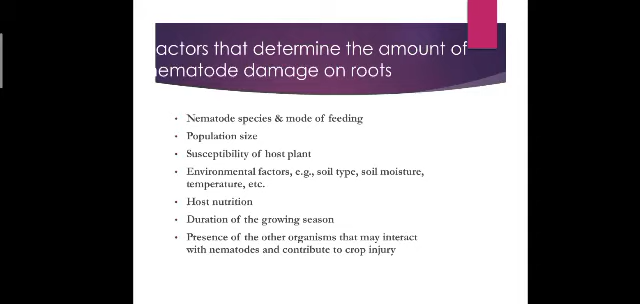 actors that determine the amount of
nematode damage on roots
• Nematode species & mode of feeding
• Population size
• Susceptibility of host plant
• Environmental factors, e.g., soil type, soil moisture,
temperature, etc.
• Host nutrition
• Duration of the growing season
• Presence of the other organisms that may interact
with nematodes and contribute to crop injury